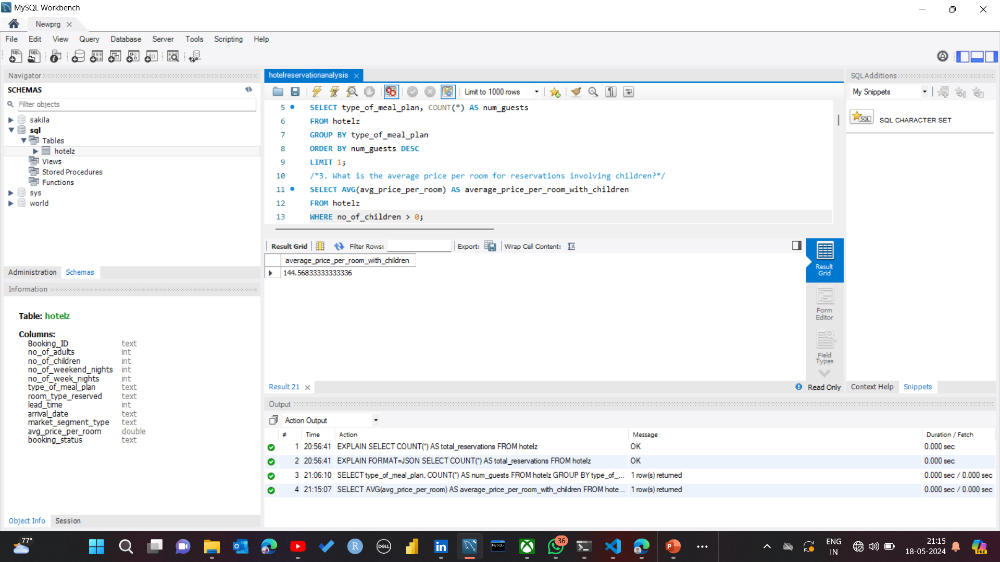 MySQL Workbench
Newprg
File Edit View Query Database Server Tools Scripting Help
Navigator
SCHEMAS
Filter objects
sakila
sql
Tables
hotelz
Views
Stored Procedures
Functions
sys
world
Administration Schemas
Information
Table: hotelz
Columns:
Booking_ID text
no_of_adults int
no_of_children int
no_of_weekend_nights int
no_of_week_nights int
type_of_meal_plan text
room_type_reserved text
lead_time int
arrival_date text
market_segment_type text
avg_price_per_room double
booking_status text
Object Info Session
hotelreservationanalysis
Limit to 1000 rows
5 SELECT type_of_meal_plan, COUNT(*) AS num_guests
6 FROM hotelz
7 GROUP BY type_of_meal_plan
8 ORDER BY num_guests DESC
9 LIMIT 1;
10 /*3. What is the average price per room for reservations involving children?*/
11 SELECT AVG(avg_price_per_room) AS average_price_per_room_with_children
12 FROM hotelz
13 WHERE no_of_children > 0;
Result Grid Filter Rows: Export: Wrap Cell Content:
average_price_per_room_with_children
144.56833333333336
Result
Grid
Form
Editor
Field
Types
Result 21
Read Only
SQLAdditions
My Snippets
SQL
SQL CHARACTER SET
Context Help Snippets
Output
Action Output
# Time Action Message Duration / Fetch
1 20:56:41 EXPLAIN SELECT COUNT(*) AS total_reservations FROM hotelz OK 0.000 sec
2 20:56:41 EXPLAIN FORMAT=JSON SELECT COUNT(*) AS total_reservations FROM hotelz OK 0.000 sec
3 21:06:10 SELECT type_of_meal_plan, COUNT(*) AS num_guests FROM hotelz GROUP BY type_of_... 1 row(s) returned 0.000 sec / 0.000 sec
4 21:15:07 SELECT AVG(avg_price_per_room) AS average_price_per_room_with_children FROM hote... 1 row(s) returned 0.000 sec / 0.000 sec
77°
DELL
MySQL
36
ENG
IN
21:15
18-05-2024
PRE